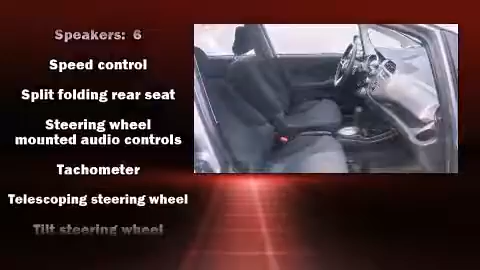 Speakers: 6
Speed control
Split folding rear seat
Steering wheel
mounted audio controls
Tachometer
Telescoping steering wheel
Tilt steering wheel